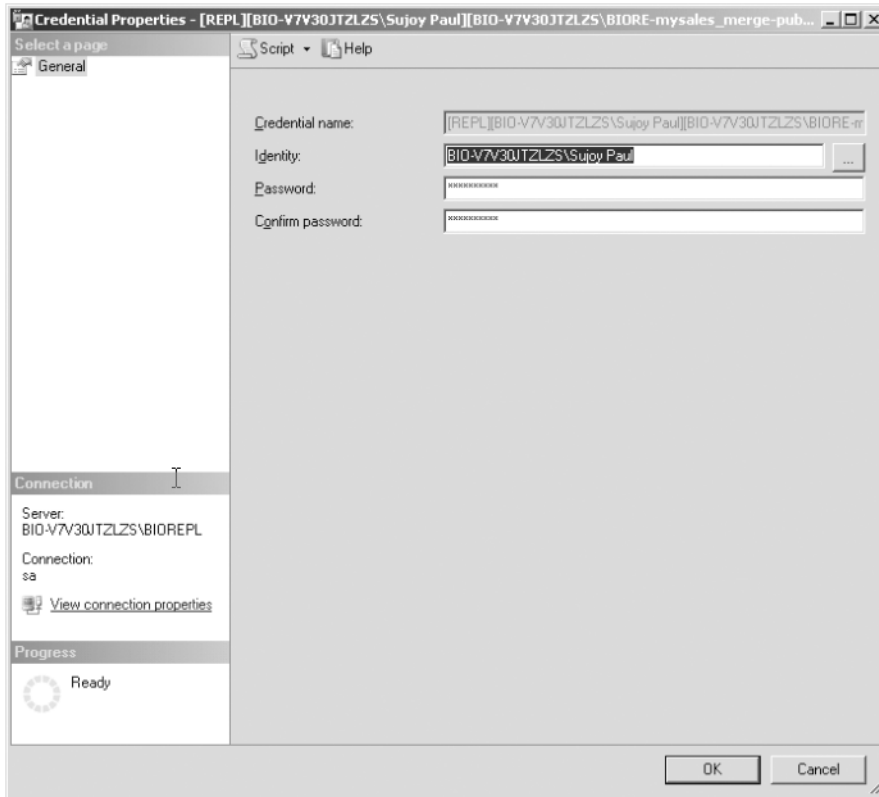 Credential Properties - [REPL][BIO-V7V30JTZLZS\Sujoy Paul][BIO-V7V30JTZLZS\BIORE-mysales_merge-pub...
Select a page
Script Help
General
Credential name: [REPL][BIO-V7V30JTZLZS\Sujoy Paul][BIO-V7V30JTZLZS\BIORE-m
Identity: BIO-V7V30JTZLZS\Sujoy Paul ...
Password: **********
Confirm password: **********
Connection
Server:
BIO-V7V30JTZLZS\BIOREPL
Connection:
sa
View connection properties
Progress
Ready
OK Cancel